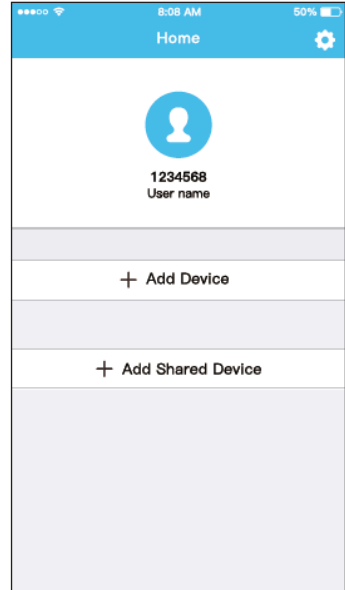 8:08 AM 50%
Home
1234568
User name
+ Add Device
+ Add Shared Device